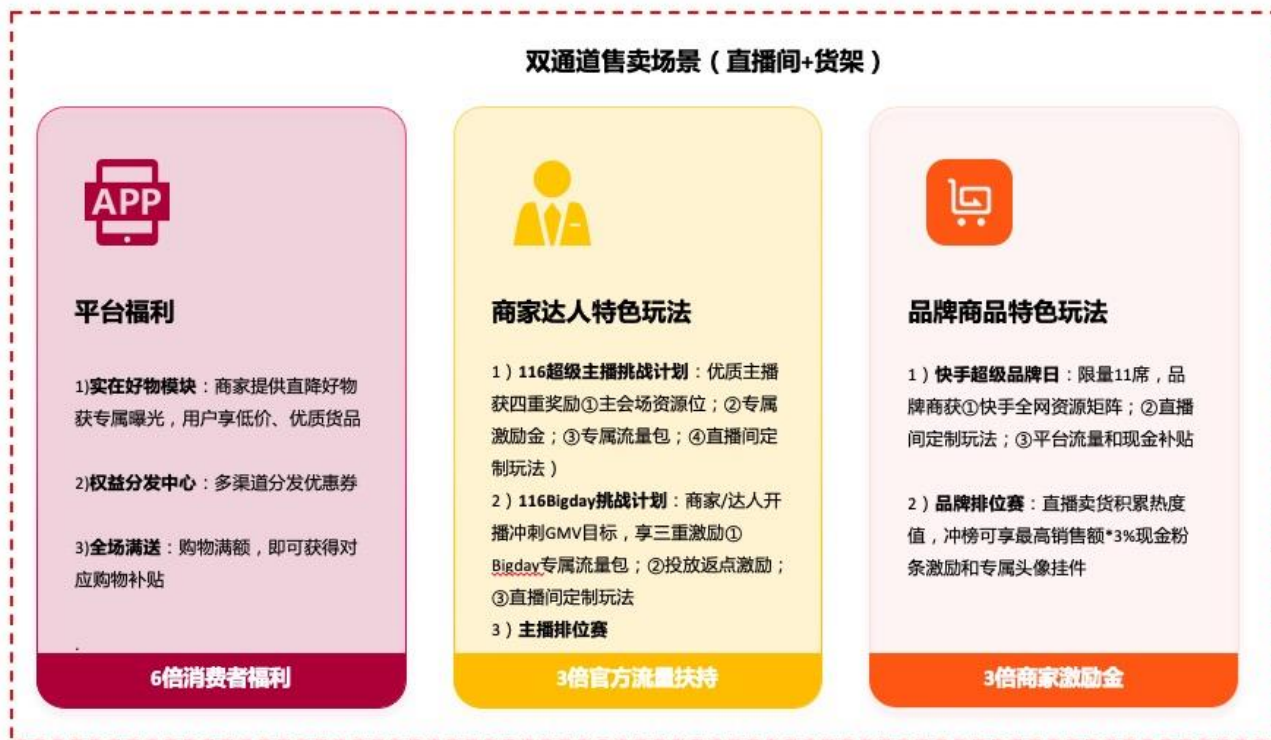 双通道售卖场景（直播间+货架）
APP
平台福利
1)实在好物模块：商家提供直降好物
获专属曝光，用户享低价、优质货品
2)权益分发中心：多渠道分发优惠券
3)全场满送：购物满额，即可获得对
应购物补贴
.
6倍消费者福利
商家达人特色玩法
1）116超级主播挑战计划：优质主播
获四重奖励①主会场资源位；②专属
激励金；③专属流量包；④直播间定
制玩法）
2）116Bigday挑战计划：商家/达人开
播冲刺GMV目标，享三重激励①
Bigday专属流量包；②投放返点激励；
③直播间定制玩法
3）主播排位赛
3倍官方流量扶持
品牌商品特色玩法
1）快手超级品牌日：限量11席，品
牌商获①快手全网资源矩阵；②直播
间定制玩法；③平台流量和现金补贴
2）品牌排位赛：直播卖货积累热度
值，冲榜可享最高销售额*3%现金粉
条激励和专属头像挂件
3倍商家激励金